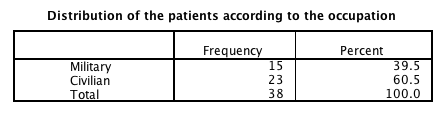 Distribution of the patients according to the occupation
Frequency Percent
Military 15 39.5
Civilian 23 60.5
Total 38 100.0